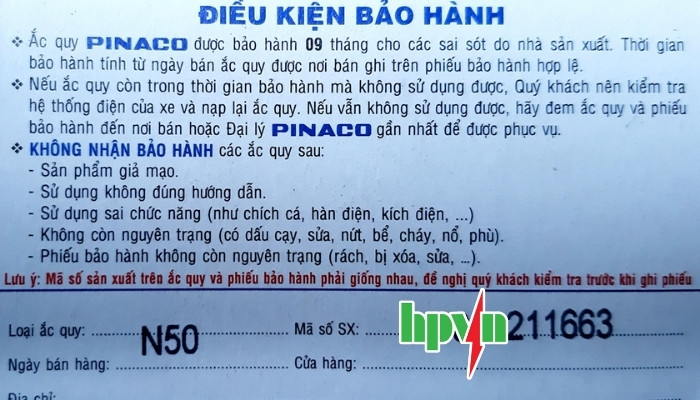 ĐIỀU KIỆN BẢO HÀNH
❖ Ắc quy PINACO được bảo hành 09 tháng cho các sai sót do nhà sản xuất. Thời gian
bảo hành tính từ ngày bán ắc quy được nơi bán ghi trên phiếu bảo hành hợp lệ.
❖ Nếu ắc quy còn trong thời gian bảo hành mà không sử dụng được, Quý khách nên kiểm tra
hệ thống điện của xe và nạp lại ắc quy. Nếu vẫn không sử dụng được, hãy đem ắc quy và phiếu
bảo hành đến nơi bán hoặc Đại lý PINACO gần nhất để được phục vụ.
❖ KHÔNG NHẬN BẢO HÀNH các ắc quy sau:
- Sản phẩm giả mạo.
- Sử dụng không đúng hướng dẫn.
- Sử dụng sai chức năng (như chích cá, hàn điện, kích điện, ...)
- Không còn nguyên trạng (có dấu cạy, sửa, nứt, bể, cháy, nổ, phù).
- Phiếu bảo hành không còn nguyên trạng (rách, bị xóa, sửa, ...).
Lưu ý: Mã số sản xuất trên ắc quy và phiếu bảo hành phải giống nhau, đề nghị quý khách kiểm tra trước khi ghi phiếu
Loại ắc quy: N50 Mã số SX: hpvn 211663
Ngày bán hàng: Cửa hàng:
Địa chỉ: